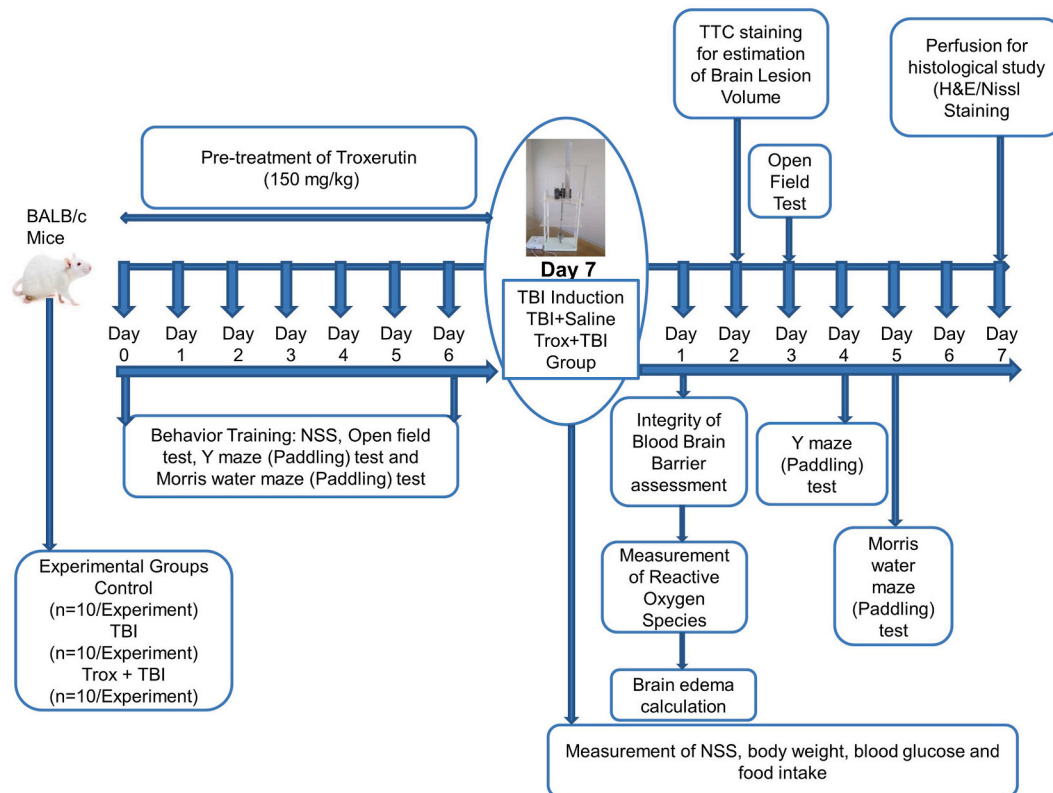 TTC staining
for estimation
of Brain Lesion
Volume
Perfusion for
histological study
(H&E/Nissl
Staining
Pre-treatment of Troxerutin
(150 mg/kg)
Open
Field
Test
BALB/c
Mice
Day 7
TBI Induction
TBI+Saline
Trox+TBI
Group
Day
0
Day
1
Day
2
Day
3
Day
4
Day
5
Day
6
Day
1
Day
2
Day
3
Day
4
Day
5
Day
6
Day
7
Behavior Training: NSS, Open field
test, Y maze (Paddling) test and
Morris water maze (Paddling) test
Integrity of
Blood Brain
Barrier
assessment
Y maze
(Paddling)
test
Experimental Groups
Control
(n=10/Experiment)
TBI
(n=10/Experiment)
Trox + TBI
(n=10/Experiment)
Measurement
of Reactive
Oxygen
Species
Morris
water
maze
(Paddling)
test
Brain edema
calculation
Measurement of NSS, body weight, blood glucose and
food intake